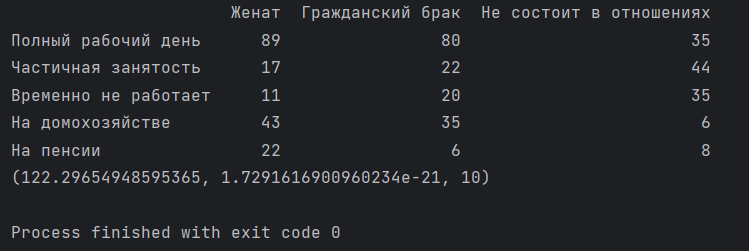 Женат Гражданский брак Не состоит в отношениях
Полный рабочий день 89 80 35
Частичная занятость 17 22 44
Временно не работает 11 20 35
На домохозяйстве 43 35 6
На пенсии 22 6 8
(122.29654948595365, 1.7291616900960234e-21, 10)
Process finished with exit code 0